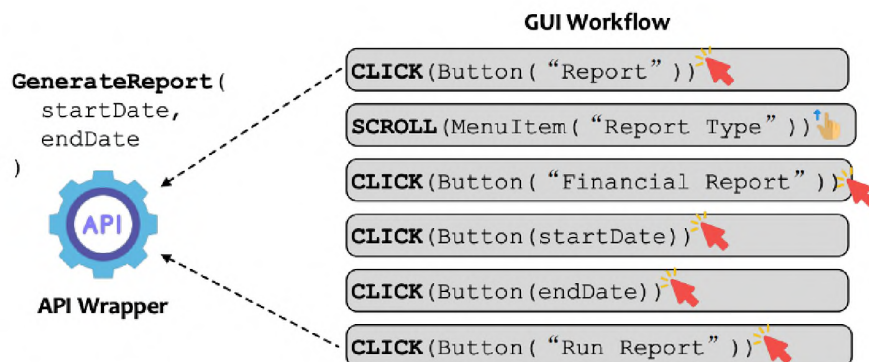 GUI Workflow
GenerateReport(
startDate,
endDate
)
API
API Wrapper
CLICK(Button( “Report” ))
SCROLL(MenuItem( “Report Type” ))
CLICK(Button( “Financial Report” ))
CLICK(Button(startDate))
CLICK(Button(endDate))
CLICK(Button( “Run Report” ))